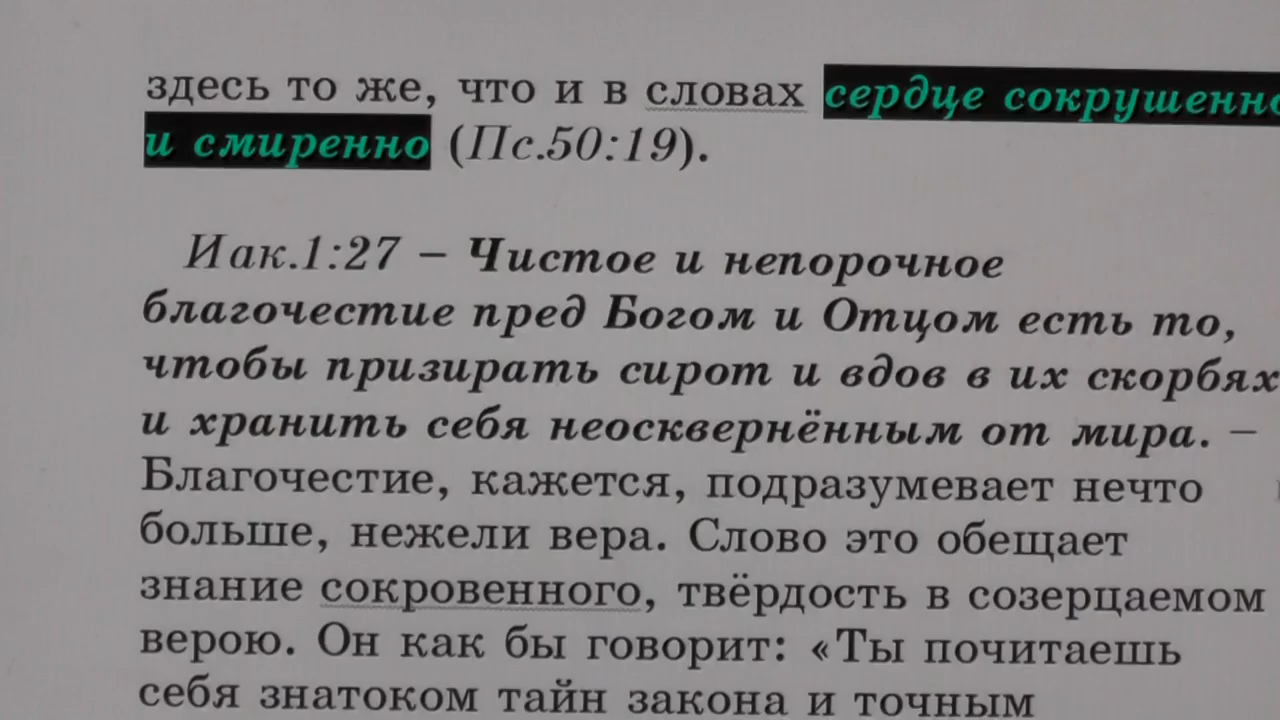 здесь то же, что и в словах сердце сокрушенно
и смиренно (Пс.50:19).
Иак.1:27 – Чистое и непорочное
благочестие пред Богом и Отцом есть то,
чтобы призирать сирот и вдов в их скорбях
и хранить себя неосквернённым от мира. –
Благочестие, кажется, подразумевает нечто
больше, нежели вера. Слово это обещает
знание сокровенного, твёрдость в созерцаемом
верою. Он как бы говорит: «Ты почитаешь
себя знатоком тайн закона и точным